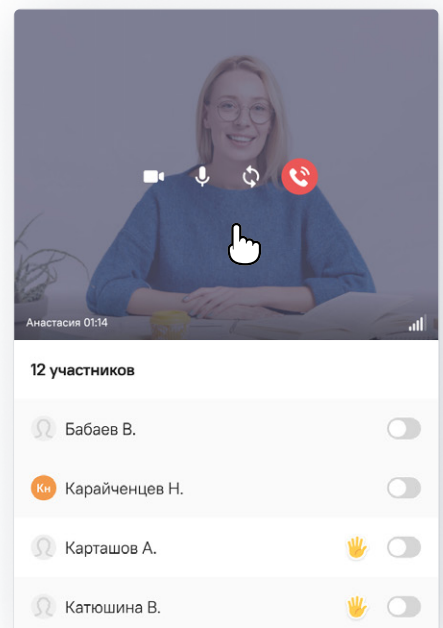 Анастасия 01:14
12 участников
Бабаев В.
Кн Карайченцев Н.
Карташов А.
Катюшина В.